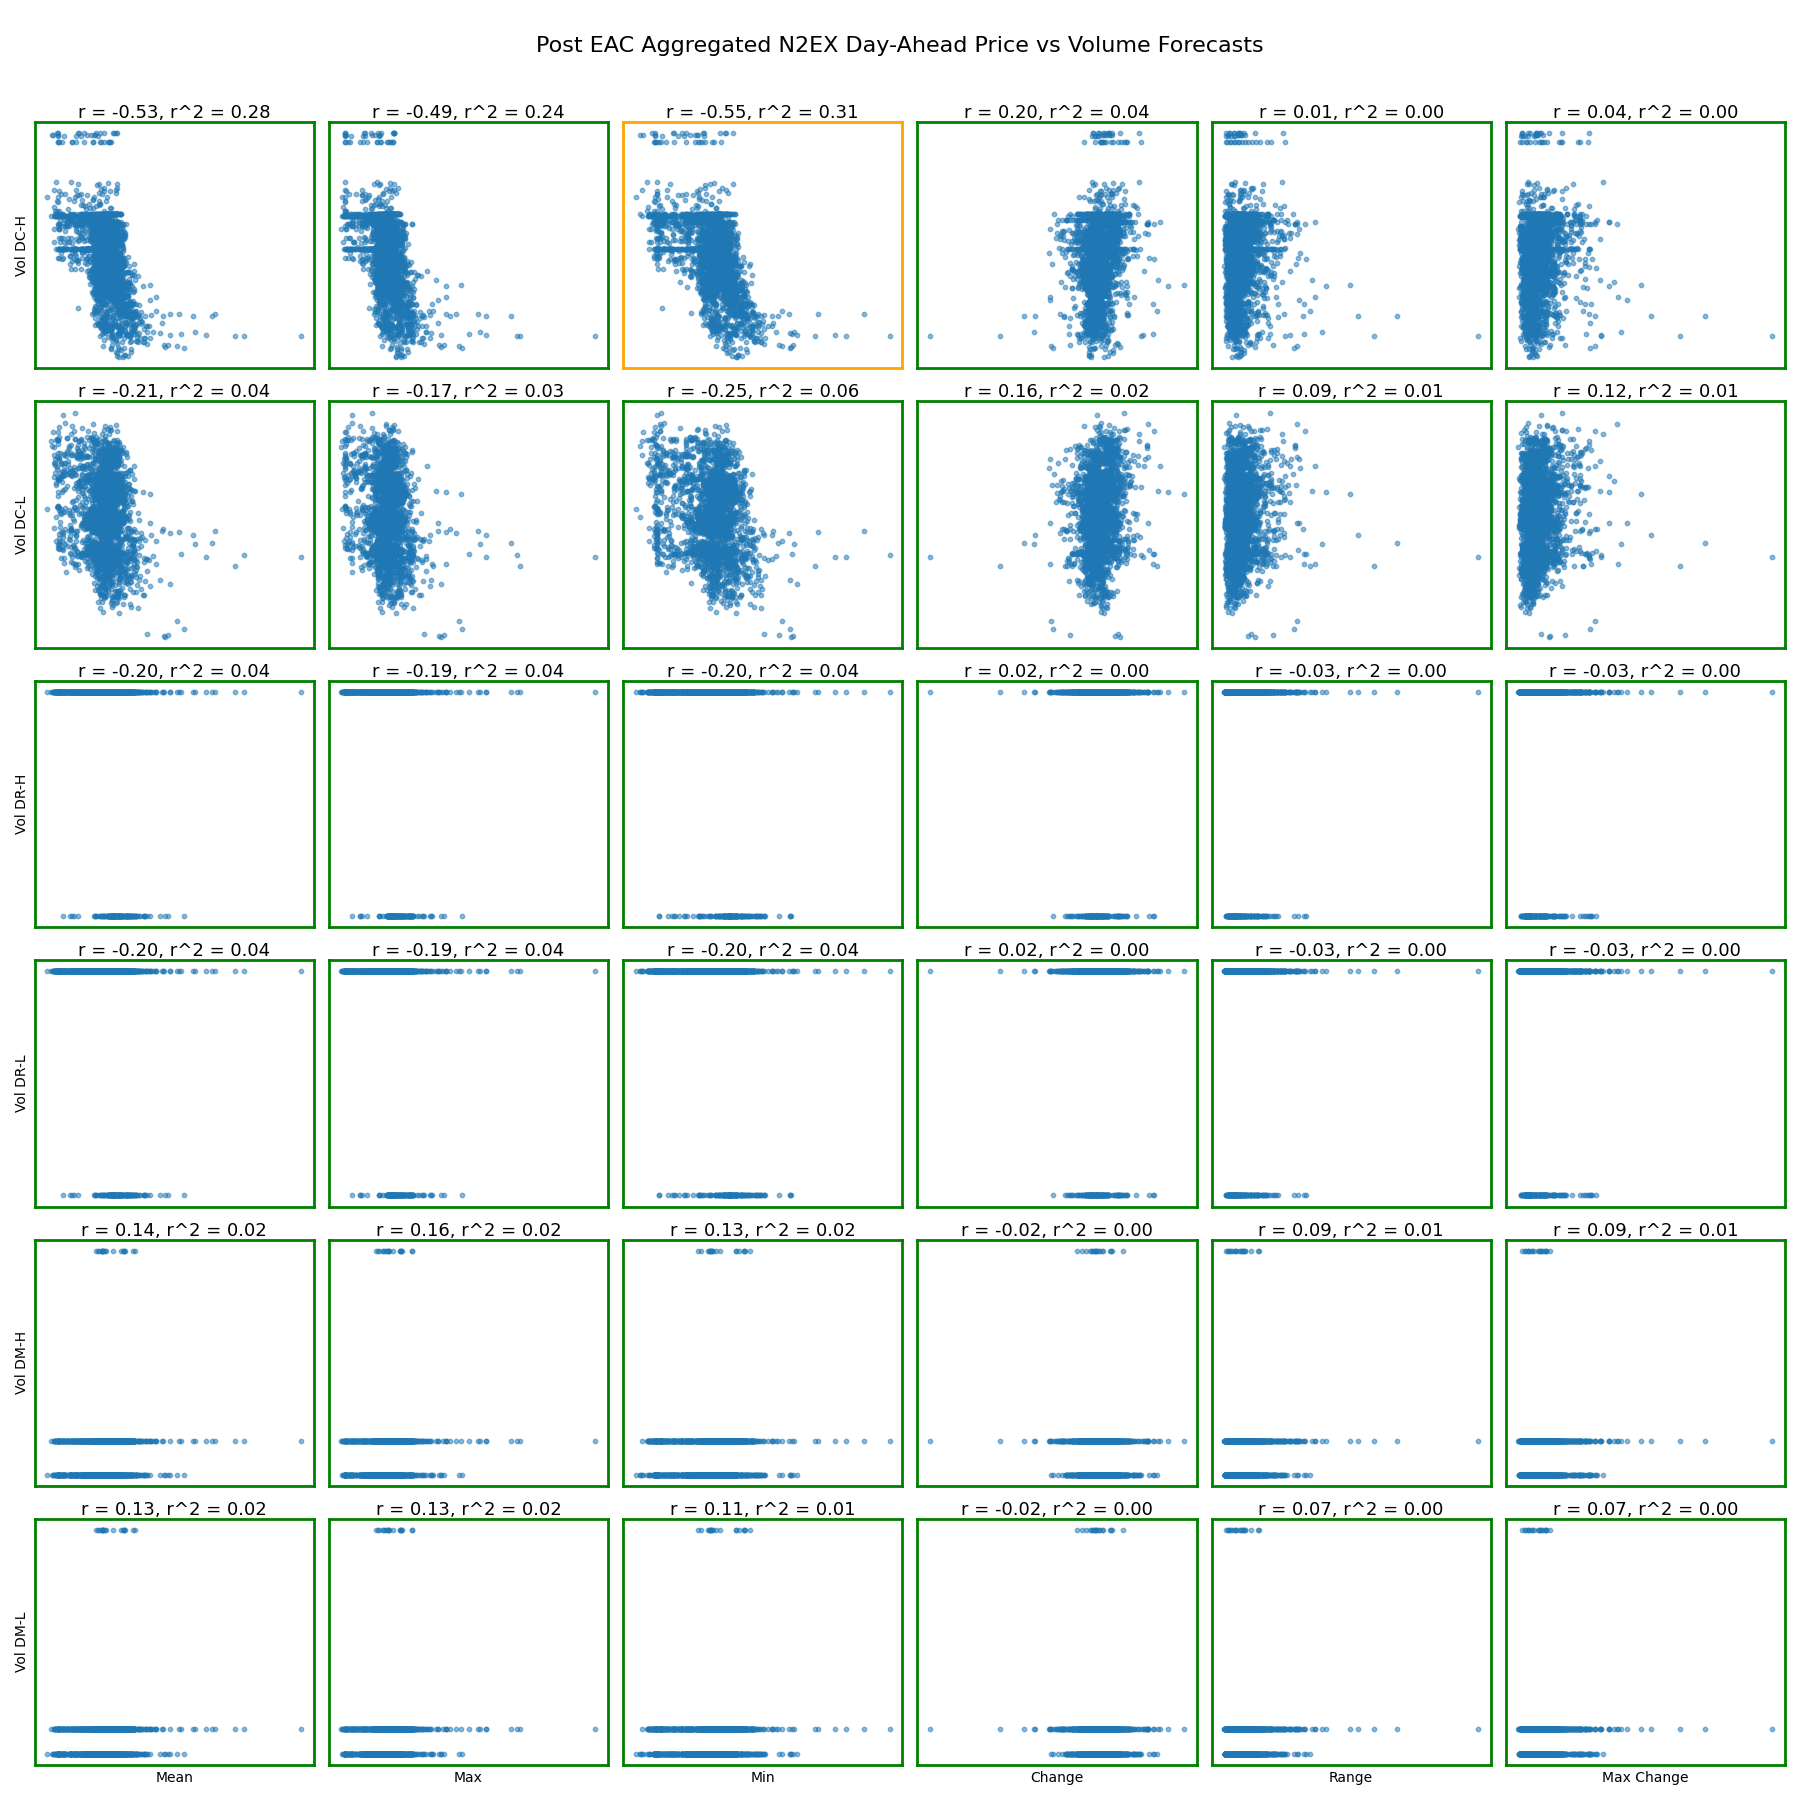 Post EAC Aggregated N2EX Day-Ahead Price vs Volume Forecasts
r = -0.53, r^2 = 0.28
r = -0.49, r^2 = 0.24
r = -0.55, r^2 = 0.31
r = 0.20, r^2 = 0.04
r = 0.01, r^2 = 0.00
r = 0.04, r^2 = 0.00
Vol DC-H
r = -0.21, r^2 = 0.04
r = -0.17, r^2 = 0.03
r = -0.25, r^2 = 0.06
r = 0.16, r^2 = 0.02
r = 0.09, r^2 = 0.01
r = 0.12, r^2 = 0.01
Vol DC-L
r = -0.20, r^2 = 0.04
r = -0.19, r^2 = 0.04
r = -0.20, r^2 = 0.04
r = 0.02, r^2 = 0.00
r = -0.03, r^2 = 0.00
r = -0.03, r^2 = 0.00
Vol DR-H
r = -0.20, r^2 = 0.04
r = -0.19, r^2 = 0.04
r = -0.20, r^2 = 0.04
r = 0.02, r^2 = 0.00
r = -0.03, r^2 = 0.00
r = -0.03, r^2 = 0.00
Vol DR-L
r = 0.14, r^2 = 0.02
r = 0.16, r^2 = 0.02
r = 0.13, r^2 = 0.02
r = -0.02, r^2 = 0.00
r = 0.09, r^2 = 0.01
r = 0.09, r^2 = 0.01
Vol DM-H
r = 0.13, r^2 = 0.02
r = 0.13, r^2 = 0.02
r = 0.11, r^2 = 0.01
r = -0.02, r^2 = 0.00
r = 0.07, r^2 = 0.00
r = 0.07, r^2 = 0.00
Vol DM-L
Mean
Max
Min
Change
Range
Max Change